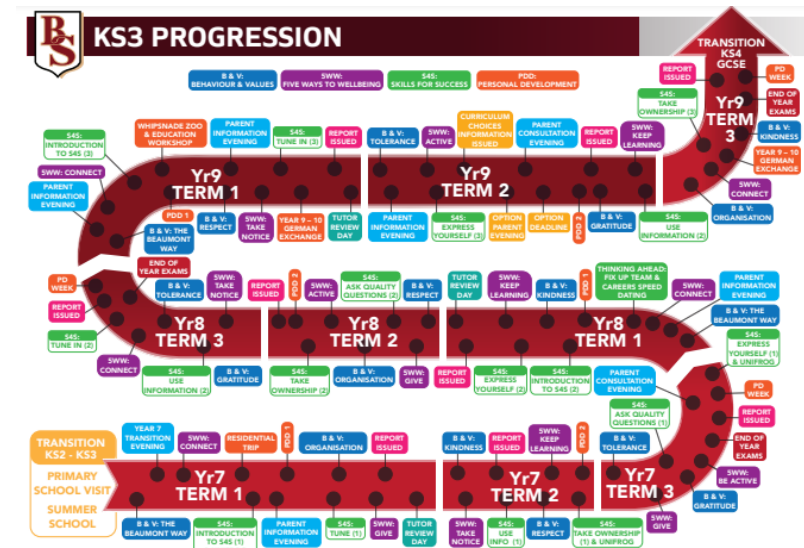 BS
KS3 PROGRESSION
B & V:
BEHAVIOUR & VALUES
5WW:
FIVE WAYS TO WELLBEING
S4S:
SKILLS FOR SUCCESS
PDD:
PERSONAL DEVELOPMENT
TRANSITION
KS4
GCSE
REPORT
ISSUED
PD
WEEK
S4S:
TAKE
OWNERSHIP (3)
END OF
YEAR
EXAMS
Yr9
TERM
3
B & V:
KINDNESS
YEAR 9 – 10
GERMAN
EXCHANGE
5WW:
CONNECT
B & V:
ORGANISATION
S4S:
INTRODUCTION
TO S4S (3)
WHIPSNADE ZOO
& EDUCATION
WORKSHOP
PARENT
INFORMATION
EVENING
S4S:
TUNE IN (3)
REPORT
ISSUED
B & V:
TOLERANCE
5WW:
ACTIVE
CURRICULUM
CHOICES
INFORMATION
ISSUED
PARENT
CONSULTATION
EVENING
REPORT
ISSUED
5WW:
KEEP
LEARNING
5WW: CONNECT
PARENT
INFORMATION
EVENING
Yr9
TERM 1
Yr9
TERM 2
PDD 1
B & V: THE
BEAUMONT
WAY
B & V:
RESPECT
5WW:
TAKE
NOTICE
YEAR 9 – 10
GERMAN
EXCHANGE
TUTOR
REVIEW
DAY
PARENT
INFORMATION
EVENING
S4S:
EXPRESS
YOURSELF (3)
OPTION
PARENT
EVENING
OPTION
DEADLINE
PDD 2
B & V:
GRATITUDE
S4S:
USE
INFORMATION (2)
END OF
YEAR EXAMS
PD
WEEK
REPORT
ISSUED
S4S:
TUNE IN (2)
B & V:
TOLERANCE
5WW:
TAKE
NOTICE
REPORT
ISSUED
PDD 2
5WW:
ACTIVE
S4S:
ASK QUALITY
QUESTIONS (2)
B & V:
RESPECT
TUTOR
REVIEW
DAY
5WW:
KEEP
LEARNING
B & V:
KINDNESS
PDD 1
THINKING AHEAD:
FIX UP TEAM &
CAREERS SPEED
DATING
5WW:
CONNECT
PARENT
INFORMATION
EVENING
B & V: THE
BEAUMONT WAY
Yr8
TERM 3
Yr8
TERM 2
Yr8
TERM 1
5WW:
CONNECT
S4S:
USE
INFORMATION (2)
B & V:
GRATITUDE
S4S:
TAKE
OWNERSHIP (2)
B & V:
ORGANISATION
5WW:
GIVE
REPORT
ISSUED
S4S:
EXPRESS
YOURSELF (2)
S4S:
INTRODUCTION
TO S4S (2)
PARENT
CONSULTATION
EVENING
S4S:
EXPRESS
YOURSELF (1)
& UNIFROG
PD
WEEK
REPORT
ISSUED
END OF
YEAR
EXAMS
5WW:
BE ACTIVE
B & V:
GRATITUDE
S4S:
ASK QUALITY
QUESTIONS (1)
TRANSITION
KS2 - KS3
PRIMARY
SCHOOL VISIT
SUMMER
SCHOOL
YEAR 7
TRANSITION
EVENING
5WW:
CONNECT
RESIDENTIAL
TRIP
PDD 1
B & V:
ORGANISATION
REPORT
ISSUED
B & V:
KINDNESS
REPORT
ISSUED
5WW:
KEEP
LEARNING
PDD 2
B & V:
TOLERANCE
Yr7
TERM 1
Yr7
TERM 2
Yr7
TERM 3
B & V: THE
BEAUMONT WAY
S4S:
INTRODUCTION
TO S4S (1)
PARENT
INFORMATION
EVENING
S4S:
TUNE (1)
5WW:
GIVE
TUTOR
REVIEW
DAY
5WW:
TAKE
NOTICE
S4S:
USE
INFO (1)
B & V:
RESPECT
S4S:
TAKE OWNERSHIP
(1) & UNIFROG
5WW:
GIVE